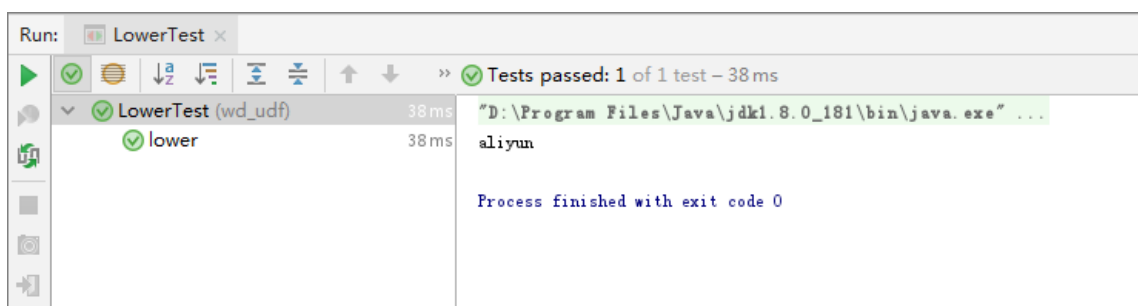 Run: LowerTest
Tests passed: 1 of 1 test – 38 ms
LowerTest (wd_udf) 38 ms
lower 38 ms
"D:\Program Files\Java\jdk1.8.0_181\bin\java.exe" ...
aliyun
Process finished with exit code 0